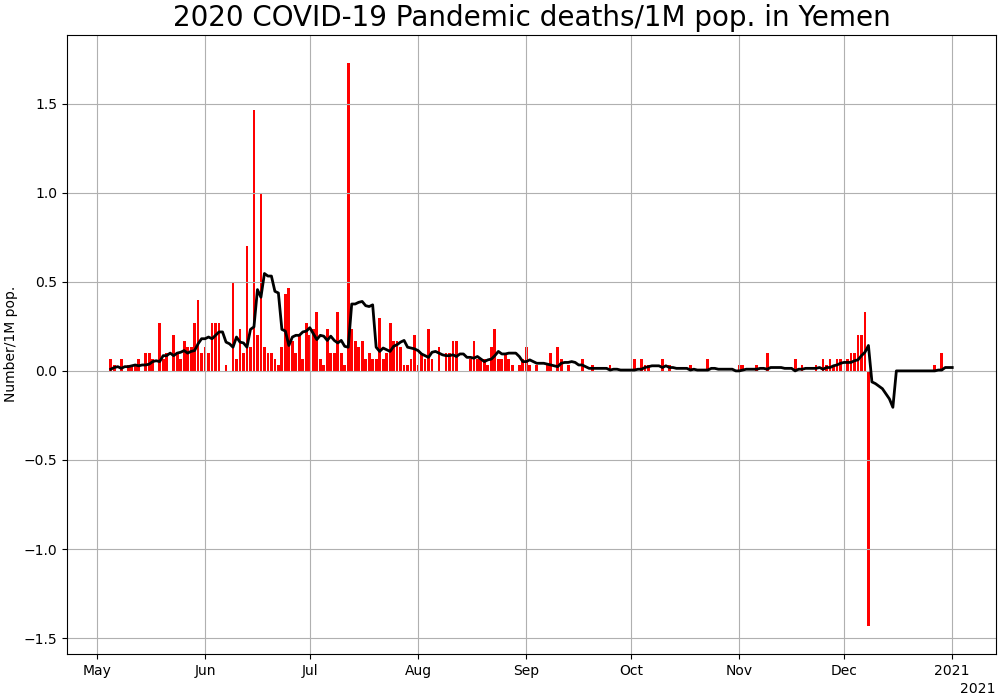 2020 COVID-19 Pandemic deaths/1M pop. in Yemen
Number/1M pop.
1.5
1.0
0.5
0.0
−0.5
−1.0
−1.5
May Jun Jul Aug Sep Oct Nov Dec 2021
2021